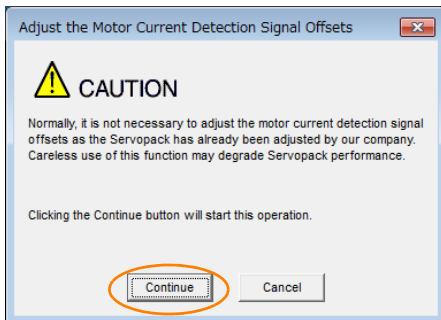 Adjust the Motor Current Detection Signal Offsets
CAUTION
Normally, it is not necessary to adjust the motor current detection signal
offsets as the Servopack has already been adjusted by our company.
Careless use of this function may degrade Servopack performance.
Clicking the Continue button will start this operation.
Continue
Cancel